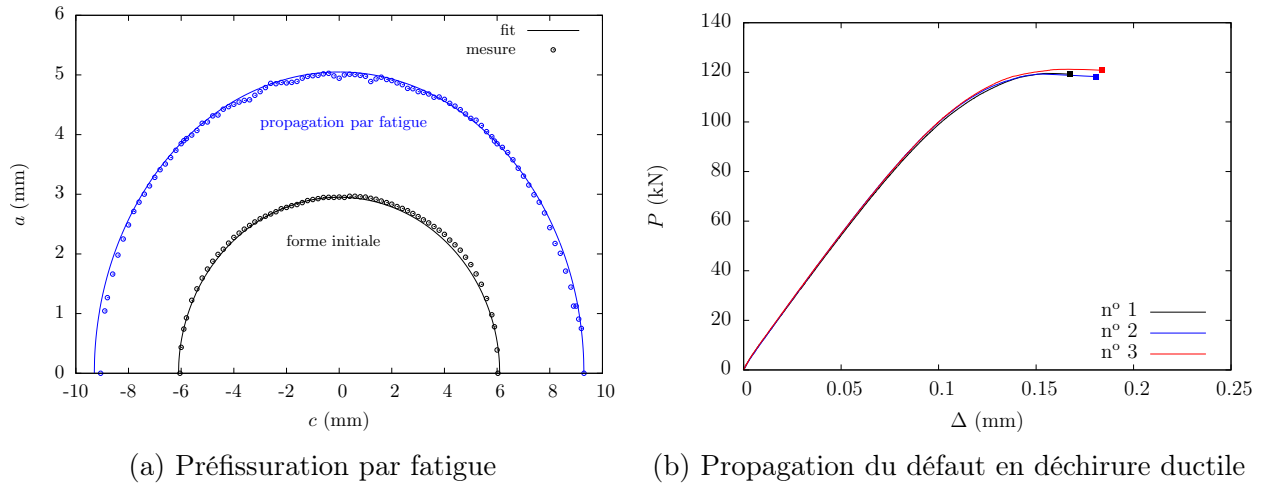 6
5
4
3
2
1
0
a (mm)
-10 -8 -6 -4 -2 0 2 4 6 8 10
c (mm)
fit
mesure
propagation par fatigue
forme initiale
(a) Préfissuration par fatigue
140
120
100
80
60
40
20
0
P (kN)
0 0.05 0.1 0.15 0.2 0.25
Δ (mm)
nº 1
nº 2
nº 3
(b) Propagation du défaut en déchirure ductile